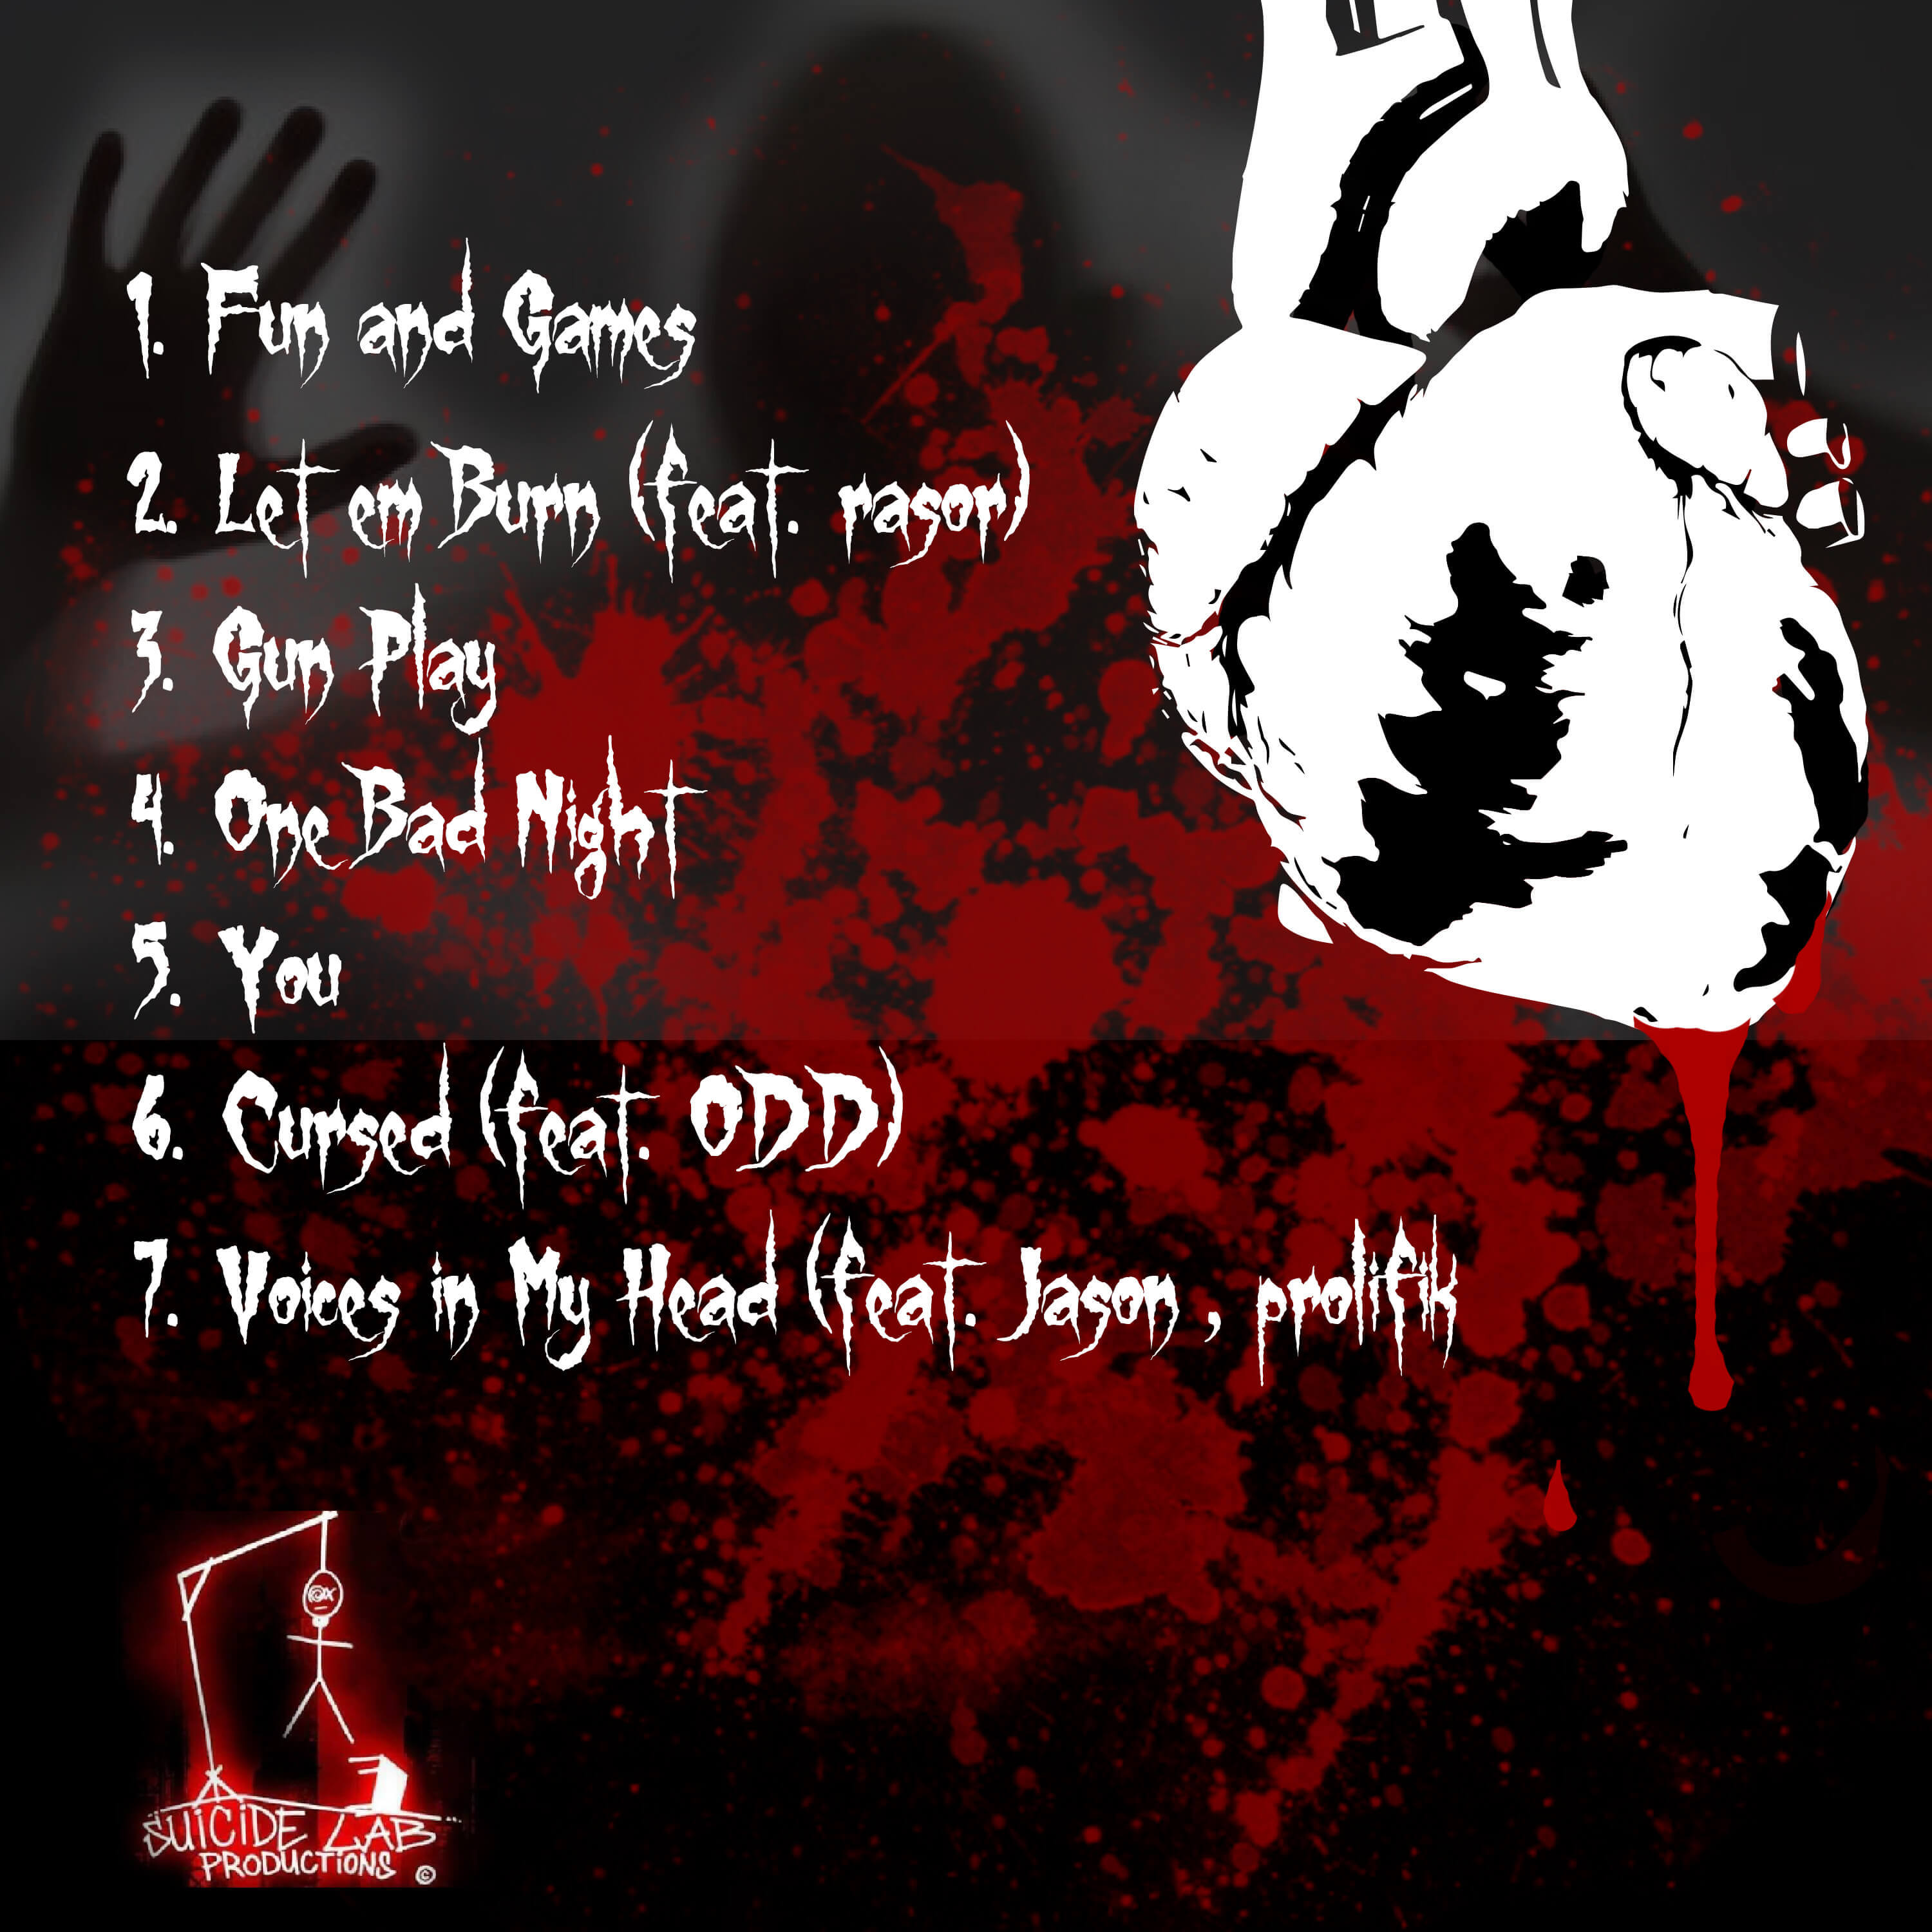 1. Fun and Games
2. Let em Burn (feat. rasor)
3. Gun Play
4. One Bad Night
5. You
6. Cursed (feat. ODD)
7. Voices in My Head (feat. Jason , prolifik
SUiCiDE LAB
PRODUCTiONS ©